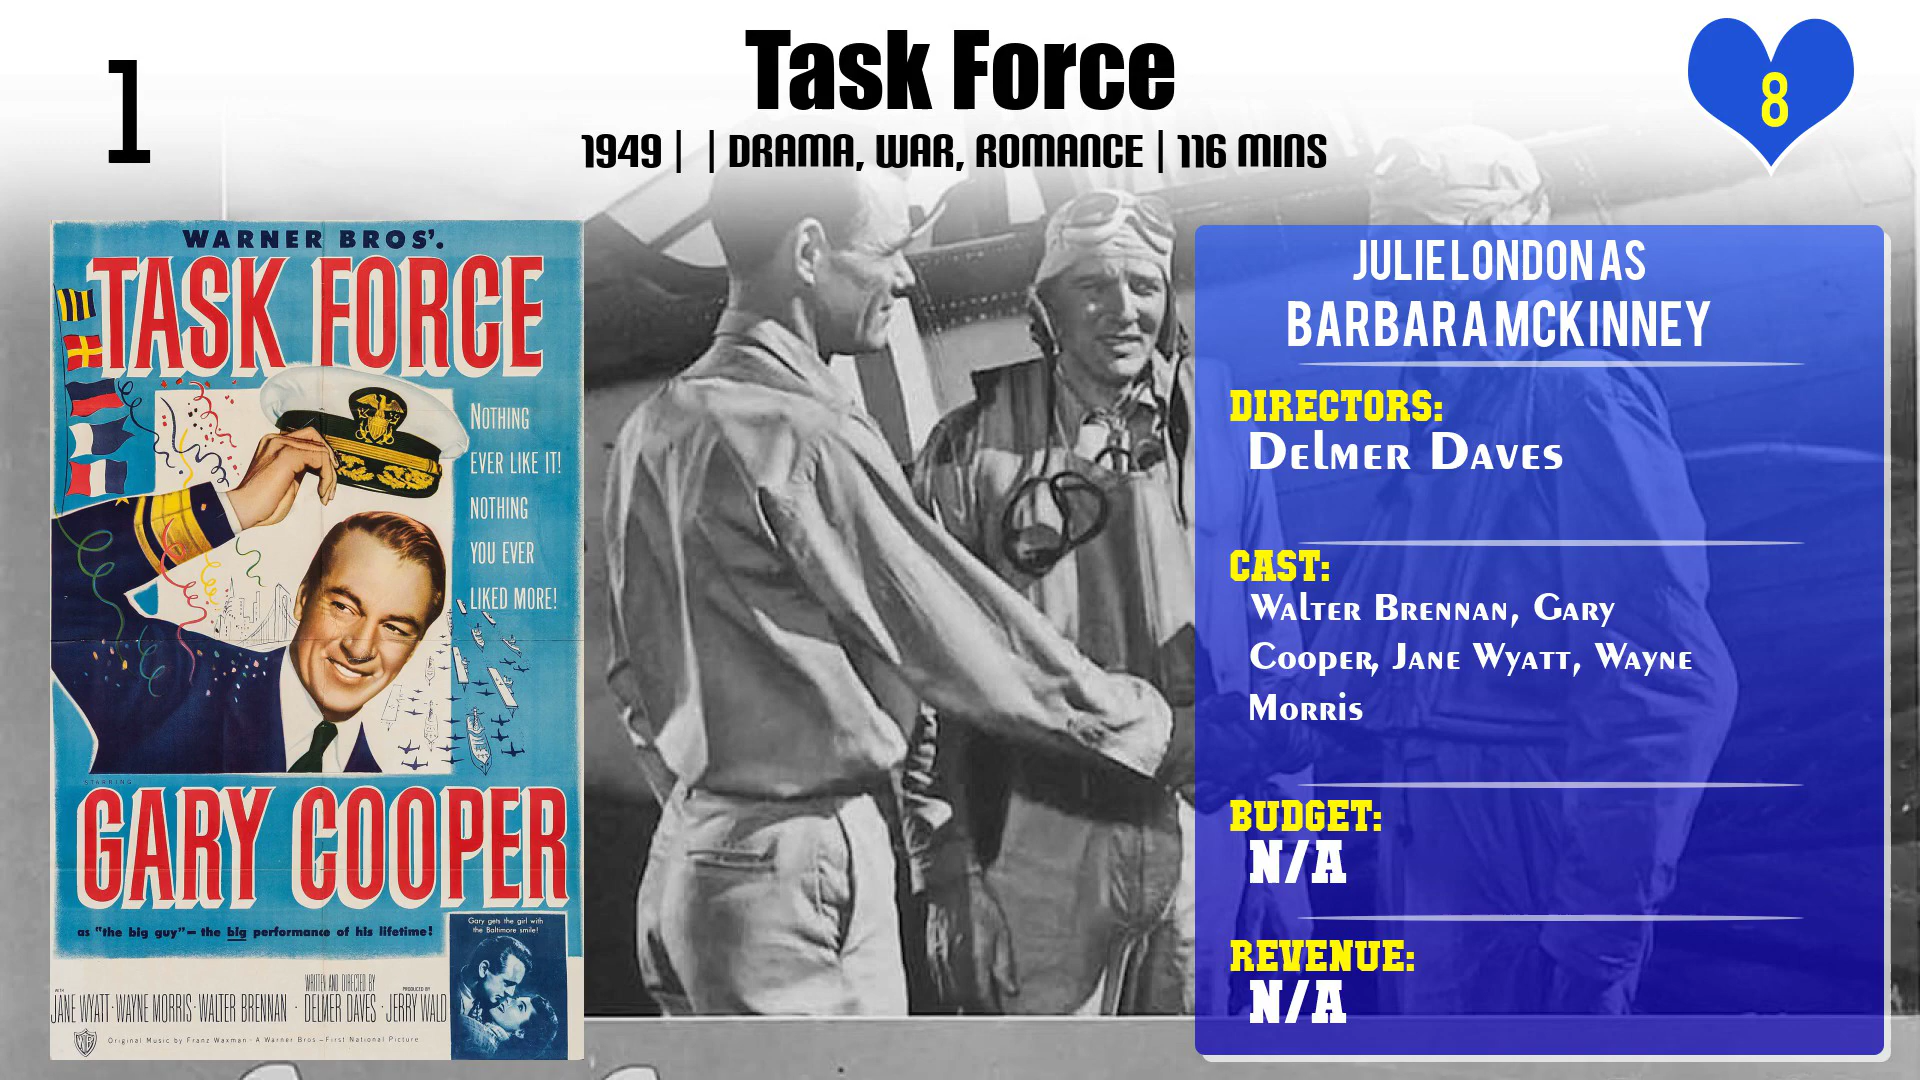 1
Task Force
8
1949 | | DRAMA, WAR, ROMANCE | 116 MINS
WARNER BROS'.
TASK FORCE
NOTHING
EVER LIKE IT!
NOTHING
YOU EVER
LIKED MORE!
STARRING
GARY COOPER
as "the big guy"—the big performance of his lifetime!
Gary gets the girl with
the Baltimore smile!
WITH
JANE WYATT · WAYNE MORRIS · WALTER BRENNAN ·
WRITTEN AND DIRECTED BY
DELMER DAVES ·
PRODUCED BY
JERRY WALD
WB
Original Music by Franz Waxman · A Warner Bros—First National Picture
JULIE LONDON AS
BARBARA MCKINNEY
DIRECTORS:
DELMER DAVES
CAST:
WALTER BRENNAN, GARY
COOPER, JANE WYATT, WAYNE
MORRIS
BUDGET:
N/A
REVENUE:
N/A